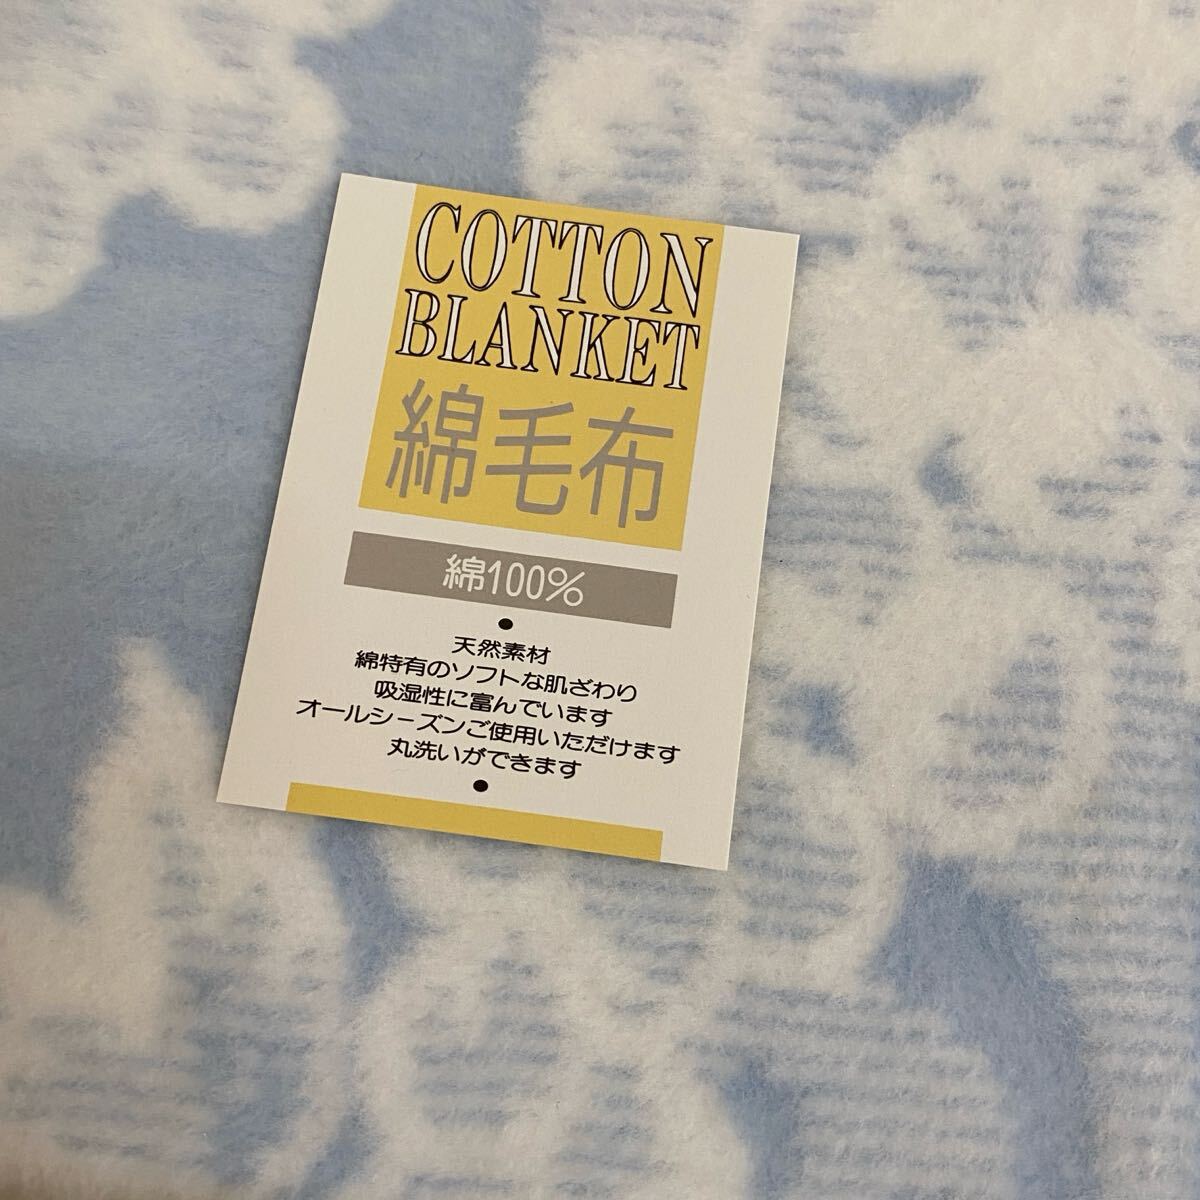 COTTON
BLANKET
綿毛布
綿100%
天然素材
綿特有のソフトな肌ざわり
吸湿性に富んでいます
オールシーズンご使用いただけます
丸洗いができます